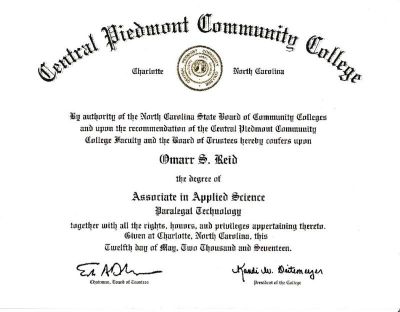 Central Piedmont Community College
Charlotte North Carolina
By authority of the North Carolina State Board of Community Colleges
and upon the recommendation of the Central Piedmont Community
College Faculty and the Board of Trustees hereby confers upon
Omarr S. Reid
the degree of
Associate in Applied Science
Paralegal Technology
together with all the rights, honors, and privileges appertaining thereto.
Given at Charlotte, North Carolina, this
Twelfth day of May, Two Thousand and Seventeen.
Kandi W. Deitemeyer
Chairman, Board of Trustees President of the College